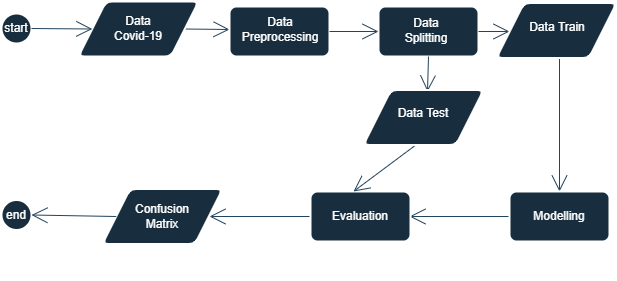 start
Data
Covid-19
Data
Preprocessing
Data
Splitting
Data Train
Data Test
end
Confusion
Matrix
Evaluation
Modelling